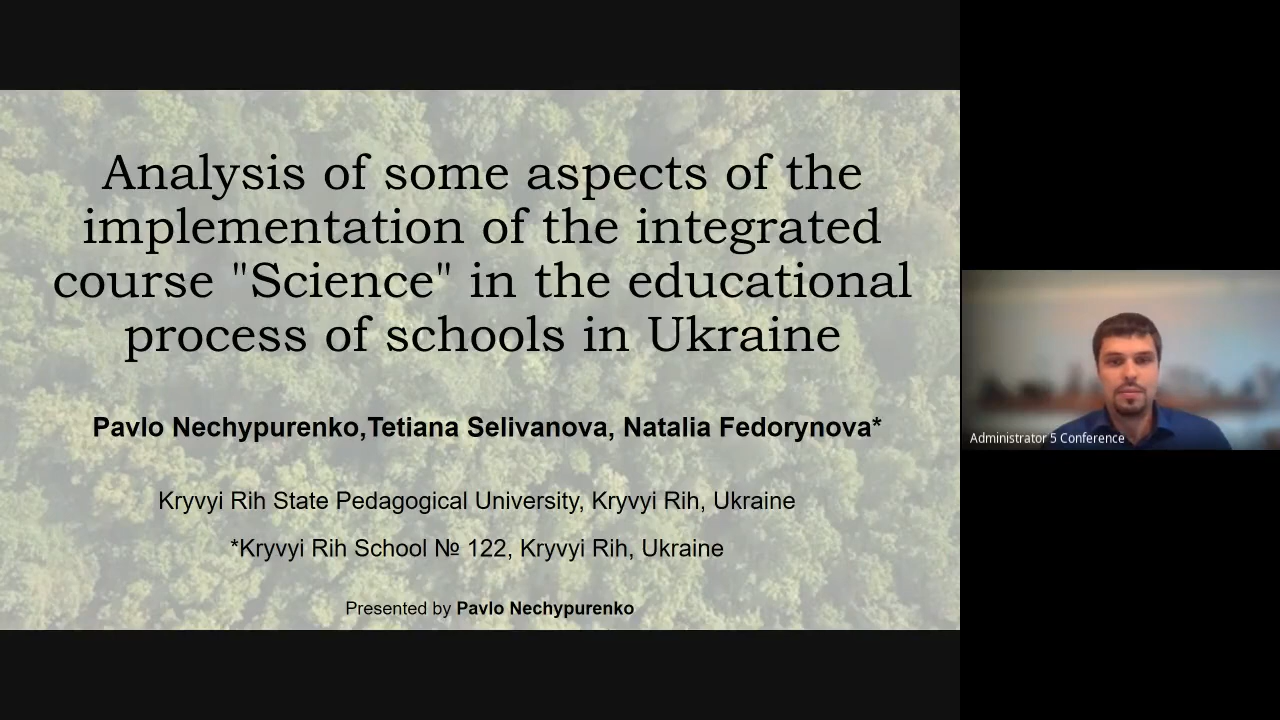 Analysis of some aspects of the
implementation of the integrated
course "Science" in the educational
process of schools in Ukraine
Pavlo Nechypurenko,Tetiana Selivanova, Natalia Fedorynova*
Kryvyi Rih State Pedagogical University, Kryvyi Rih, Ukraine
*Kryvyi Rih School № 122, Kryvyi Rih, Ukraine
Presented by Pavlo Nechypurenko
Administrator 5 Conference